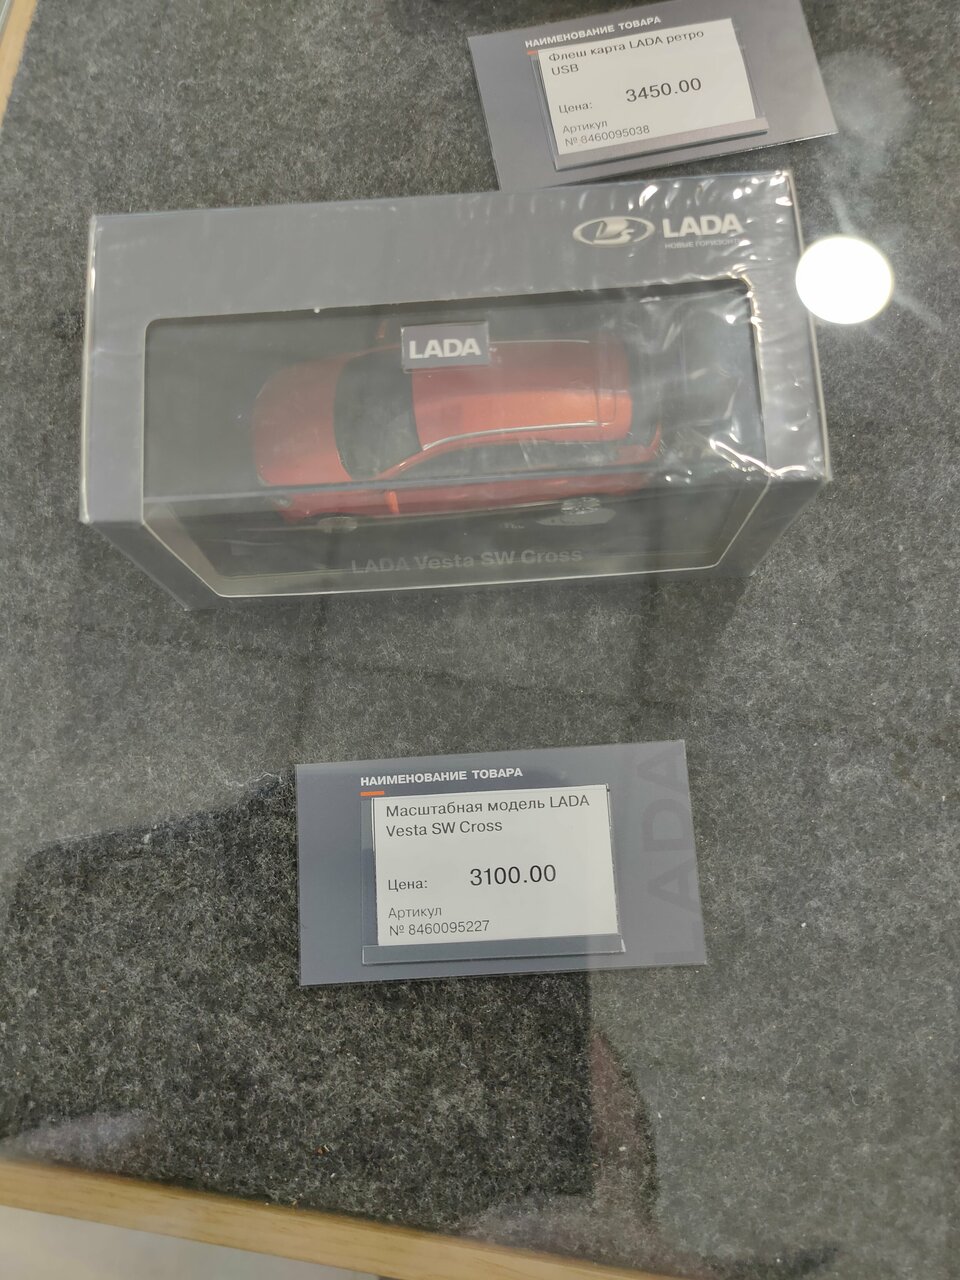 НАИМЕНОВАНИЕ ТОВАРА
Флеш карта LADA ретро
USB
Цена: 3450.00
Артикул
№ 8460095038
LADA
НОВЫЕ
LADA
LADA Vesta SW Cross
НАИМЕНОВАНИЕ ТОВАРА
Масштабная модель LADA
Vesta SW Cross
Цена: 3100.00
Артикул
№ 8460095227
LADA